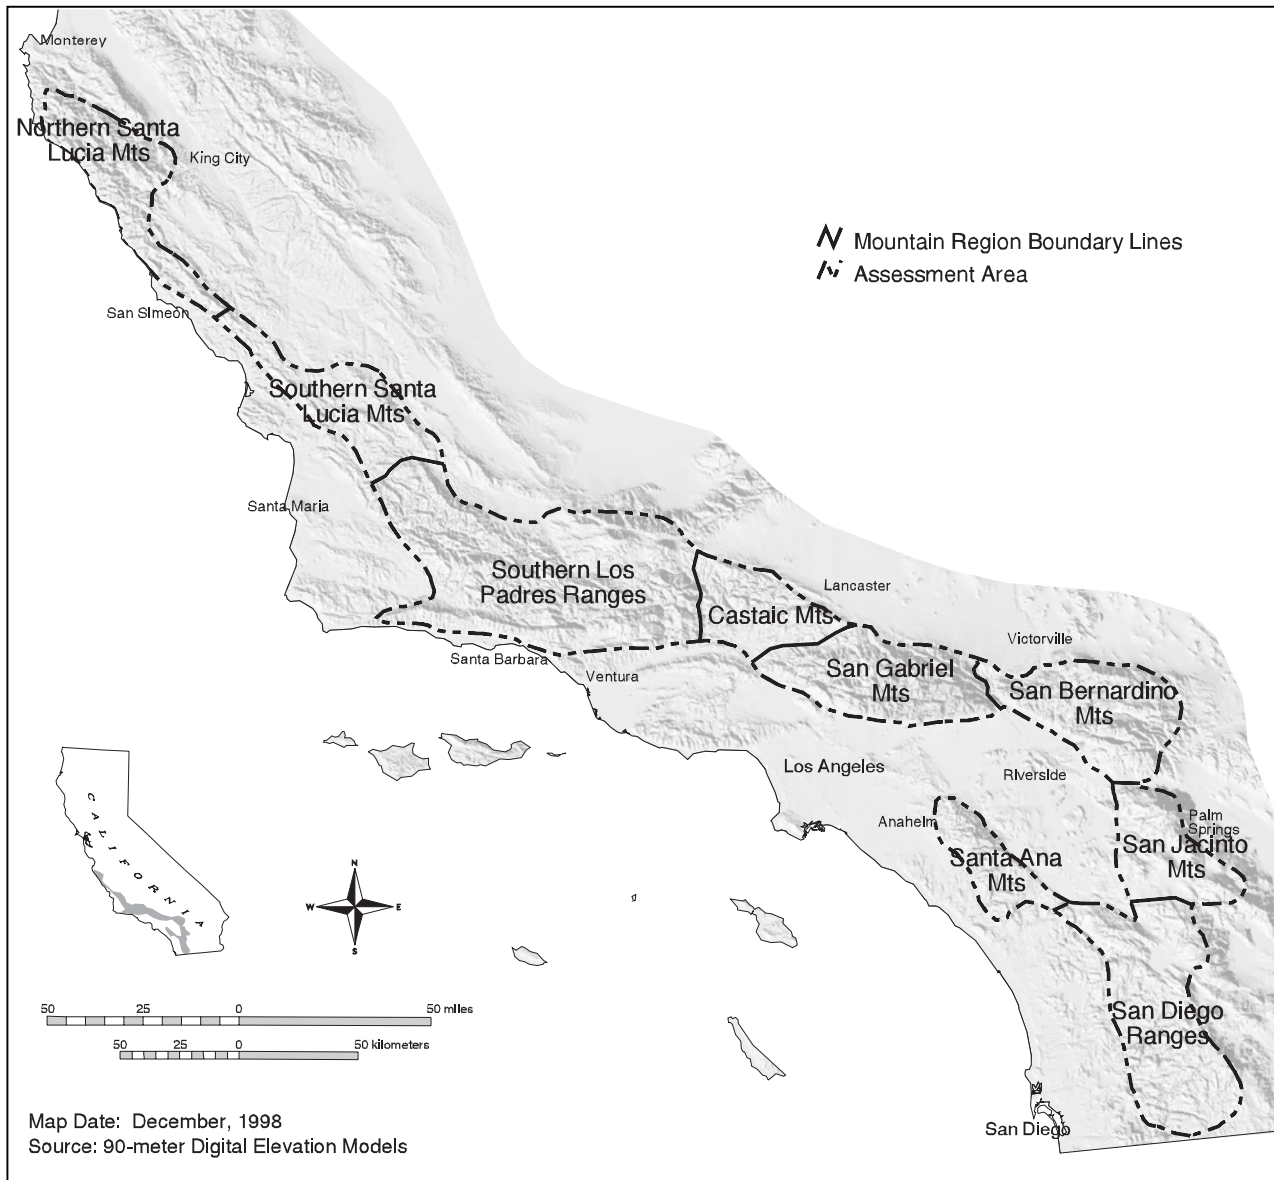 Monterey
Northern Santa
Lucia Mts
King City
Mountain Region Boundary Lines
Assessment Area
San Simeon
Southern Santa
Lucia Mts
Santa Maria
Southern Los
Padres Ranges
Lancaster
Castaic Mts
Victorville
Santa Barbara
Ventura
San Gabriel
Mts
San Bernardino
Mts
Los Angeles
Riverside
Anaheim
Palm
Springs
San Jacinto
Mts
Santa Ana
Mts
CALIFORNIA
N
W
E
S
San Diego
Ranges
50 25 0 50 miles
50 25 0 50 kilometers
Map Date: December, 1998
Source: 90-meter Digital Elevation Models
San Diego